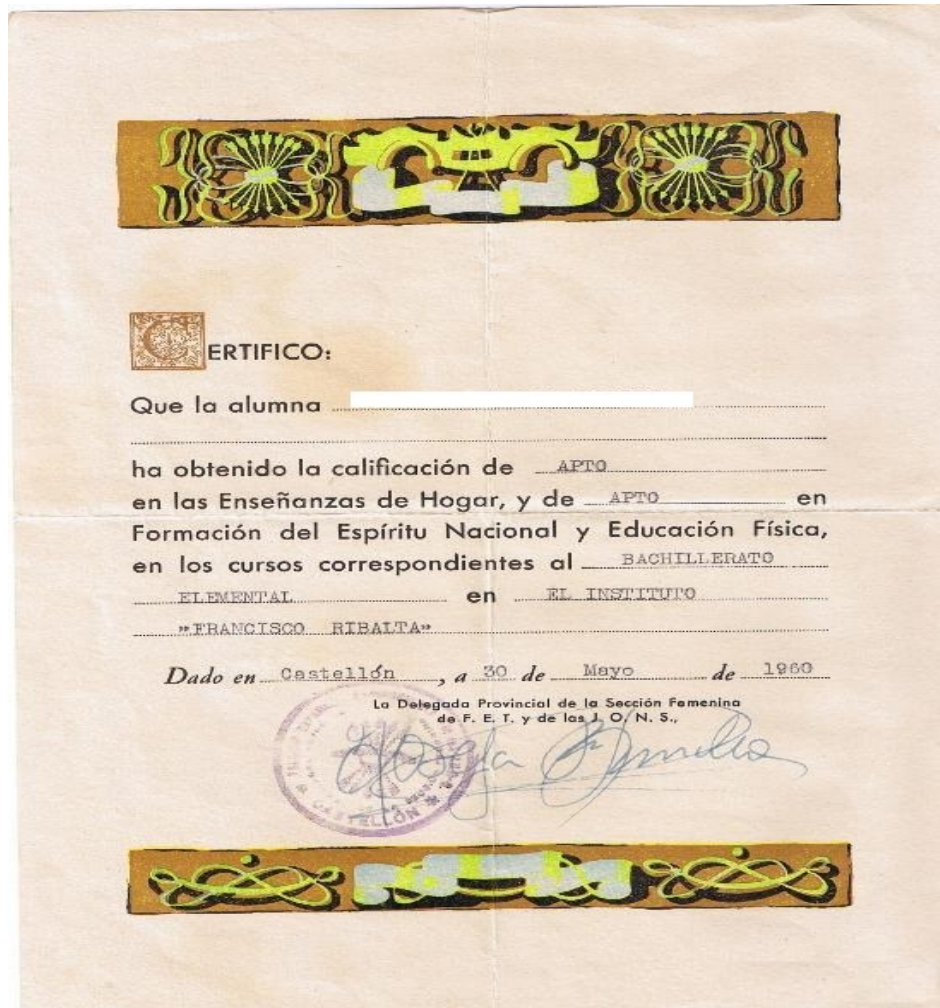 CERTIFICO:
Que la alumna
ha obtenido la calificación de APTO
en las Enseñanzas de Hogar, y de APTO en
Formación del Espíritu Nacional y Educación Física,
en los cursos correspondientes al BACHILLERATO
ELEMENTAL en EL INSTITUTO
"FRANCISCO RIBALTA"
Dado en Castellón, a 30 de Mayo de 1960
La Delegada Provincial de la Sección Femenina
de F. E. T. y de las J. O. N. S.,
CASTELLÓN